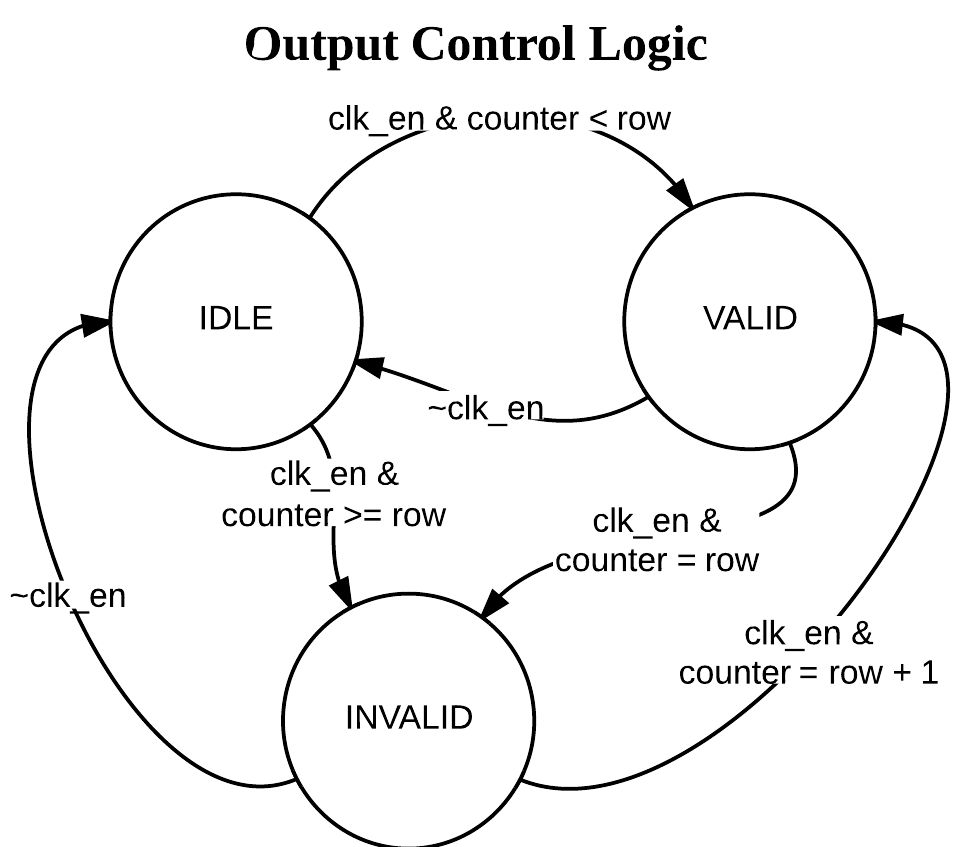 Output Control Logic
clk_en & counter < row
IDLE
VALID
~clk_en
clk_en &
counter >= row
clk_en &
counter = row
~clk_en
clk_en &
counter = row + 1
INVALID